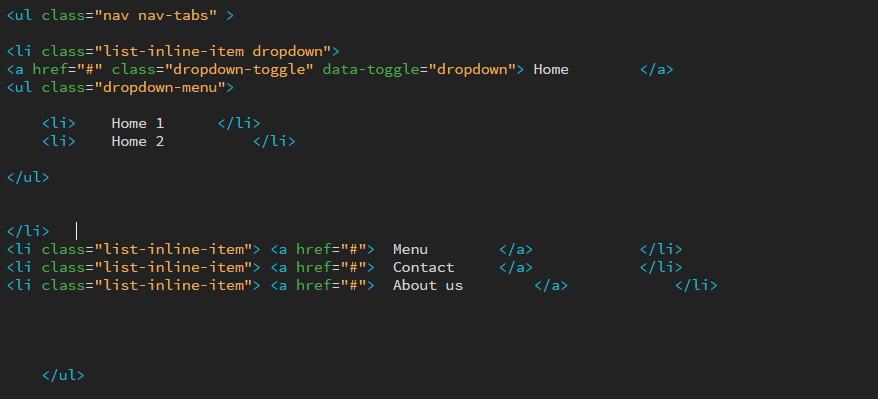 <ul class="nav nav-tabs" >
<li class="list-inline-item dropdown">
<a href="#" class="dropdown-toggle" data-toggle="dropdown"> Home        </a>
<ul class="dropdown-menu">
    <li>    Home 1      </li>
    <li>    Home 2          </li>
</ul>
</li>
<li class="list-inline-item"> <a href="#">  Menu        </a>            </li>
<li class="list-inline-item"> <a href="#">  Contact     </a>            </li>
<li class="list-inline-item"> <a href="#">  About us        </a>            </li>
    </ul>